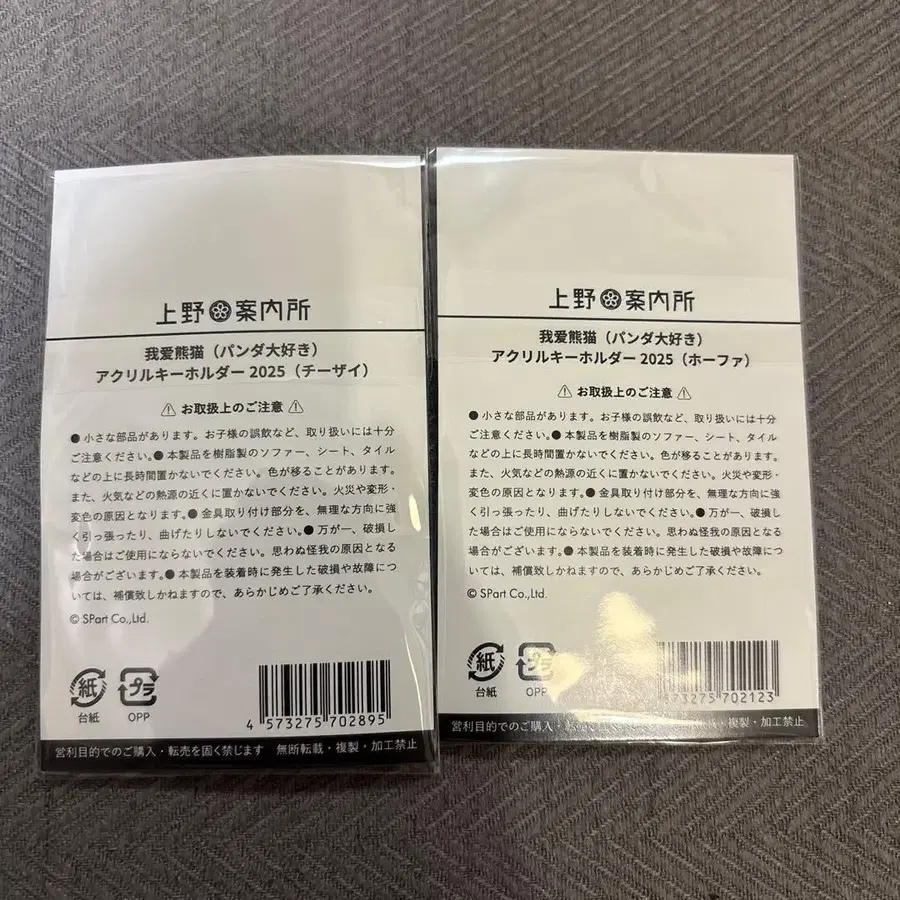 上野案内所
我爱熊猫（パンダ大好き）
アクリルキーホルダー 2025（チーザイ）
⚠ お取扱上のご注意 ⚠
● 小さな部品があります。お子様の誤飲など、取り扱いには十分
ご注意ください。● 本製品を樹脂製のソファー、シート、タイル
などの上に長時間置かないでください。色が移ることがあります。
また、火気などの熱源の近くに置かないでください。火災や変形・
変色の原因となります。● 金具取り付け部分を、無理な方向に強
く引っ張ったり、曲げたりしないでください。● 万が一、破損し
た場合はご使用にならないでください。思わぬ怪我の原因となる
場合がございます。● 本製品を装着時に発生した破損や故障につ
いては、補償致しかねますので、あらかじめご了承ください。
© SPart Co.,Ltd.
紙
台紙
プラ
OPP
4 573275 702895
営利目的でのご購入・転売を固く禁じます 無断転載・複製・加工禁止
上野案内所
我爱熊猫（パンダ大好き）
アクリルキーホルダー 2025（ホーファ）
⚠ お取扱上のご注意 ⚠
● 小さな部品があります。お子様の誤飲など、取り扱いには十分
ご注意ください。● 本製品を樹脂製のソファー、シート、タイル
などの上に長時間置かないでください。色が移ることがあります。
また、火気などの熱源の近くに置かないでください。火災や変形・
変色の原因となります。● 金具取り付け部分を、無理な方向に強
く引っ張ったり、曲げたりしないでください。● 万が一、破損し
た場合はご使用にならないでください。思わぬ怪我の原因となる
場合がございます。● 本製品を装着時に発生した破損や故障につ
いては、補償致しかねますので、あらかじめご了承ください。
© SPart Co.,Ltd.
紙
台紙
プラ
OPP
573275 702123
営利目的でのご購入・転 ・複製・加工禁止